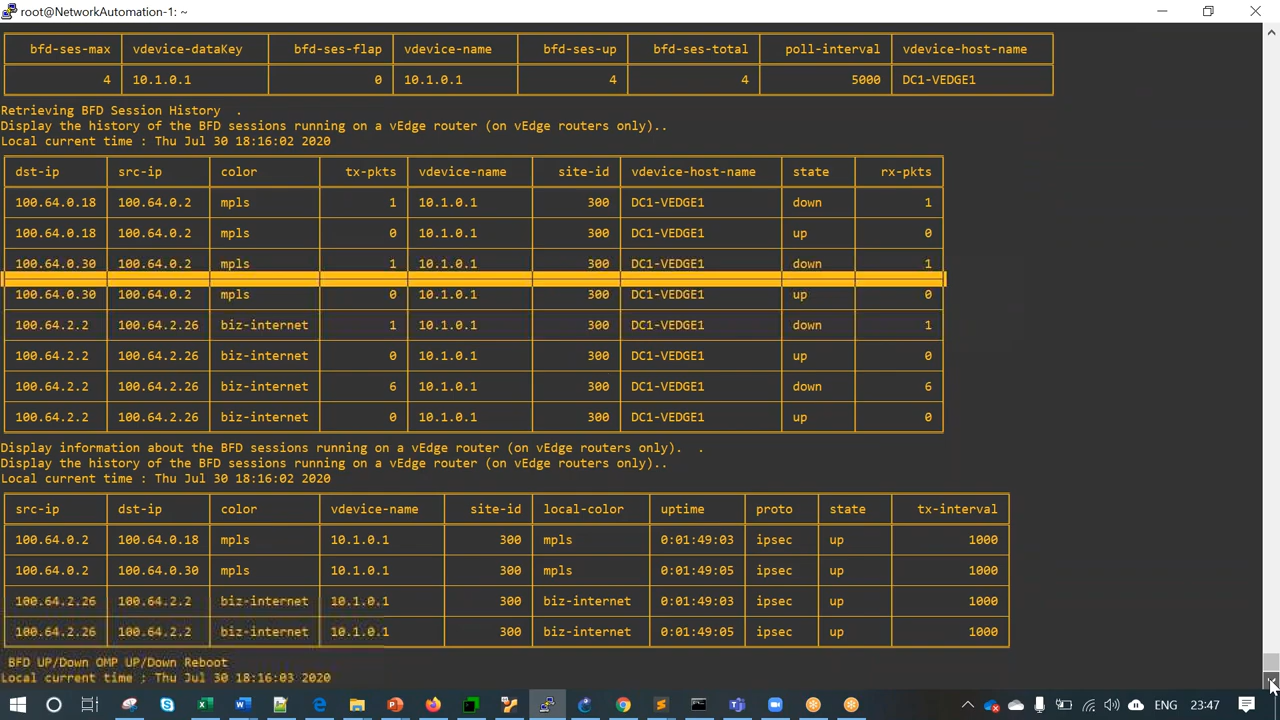 root@NetworkAutomation-1: ~
bfd-ses-max vdevice-dataKey bfd-ses-flap vdevice-name bfd-ses-up bfd-ses-total poll-interval vdevice-host-name
4 10.1.0.1 0 10.1.0.1 4 4 5000 DC1-VEDGE1
Retrieving BFD Session History .
Display the history of the BFD sessions running on a vEdge router (on vEdge routers only)..
Local current time : Thu Jul 30 18:16:02 2020
dst-ip src-ip color tx-pkts vdevice-name site-id vdevice-host-name state rx-pkts
100.64.0.18 100.64.0.2 mpls 1 10.1.0.1 300 DC1-VEDGE1 down 1
100.64.0.18 100.64.0.2 mpls 0 10.1.0.1 300 DC1-VEDGE1 up 0
100.64.0.30 100.64.0.2 mpls 1 10.1.0.1 300 DC1-VEDGE1 down 1
100.64.0.30 100.64.0.2 mpls 0 10.1.0.1 300 DC1-VEDGE1 up 0
100.64.2.2 100.64.2.26 biz-internet 1 10.1.0.1 300 DC1-VEDGE1 down 1
100.64.2.2 100.64.2.26 biz-internet 0 10.1.0.1 300 DC1-VEDGE1 up 0
100.64.2.2 100.64.2.26 biz-internet 6 10.1.0.1 300 DC1-VEDGE1 down 6
100.64.2.2 100.64.2.26 biz-internet 0 10.1.0.1 300 DC1-VEDGE1 up 0
Display information about the BFD sessions running on a vEdge router (on vEdge routers only). .
Display the history of the BFD sessions running on a vEdge router (on vEdge routers only)..
Local current time : Thu Jul 30 18:16:02 2020
src-ip dst-ip color vdevice-name site-id local-color uptime proto state tx-interval
100.64.0.2 100.64.0.18 mpls 10.1.0.1 300 mpls 0:01:49:03 ipsec up 1000
100.64.0.2 100.64.0.30 mpls 10.1.0.1 300 mpls 0:01:49:05 ipsec up 1000
100.64.2.26 100.64.2.2 biz-internet 10.1.0.1 300 biz-internet 0:01:49:03 ipsec up 1000
100.64.2.26 100.64.2.2 biz-internet 10.1.0.1 300 biz-internet 0:01:49:05 ipsec up 1000
BFD UP/Down OMP UP/Down Reboot
Local current time : Thu Jul 30 18:16:03 2020
ENG 23:47